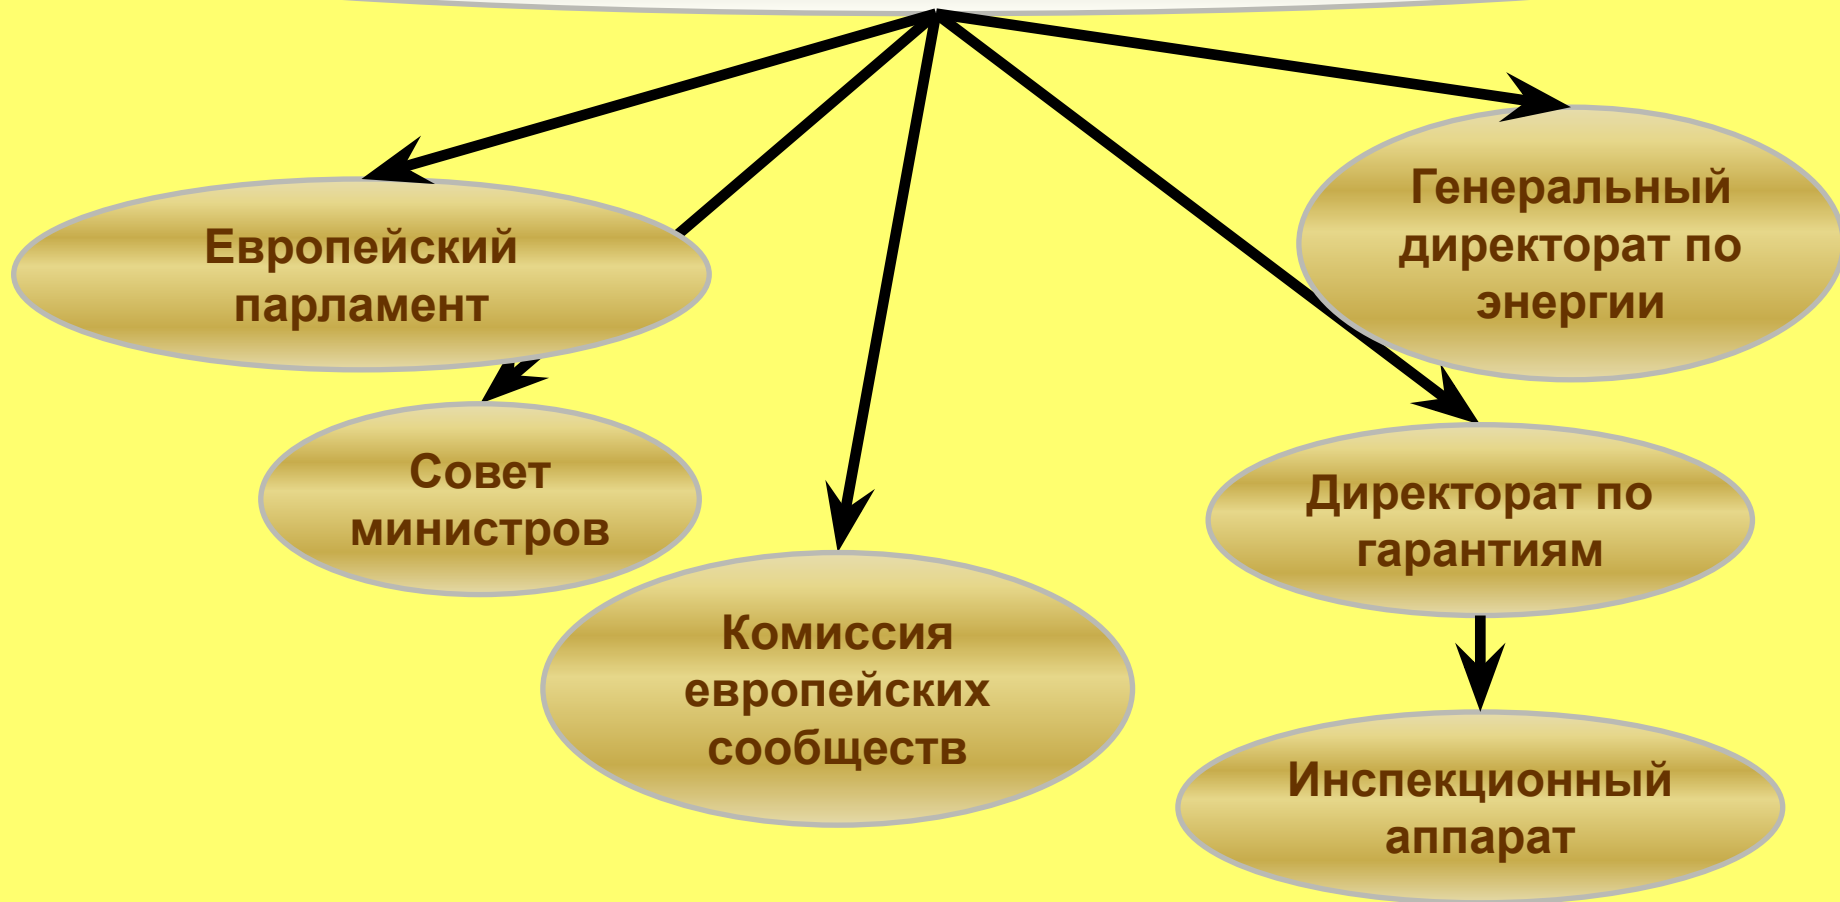 Европейский
парламент
Генеральный
директорат по
энергии
Совет
министров
Директорат по
гарантиям
Комиссия
европейских
сообществ
Инспекционный
аппарат